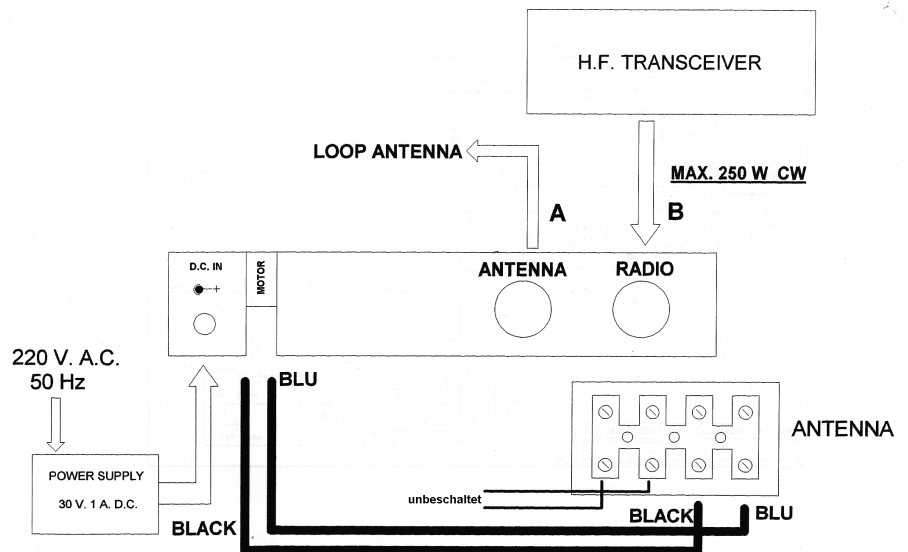 H.F. TRANSCEIVER
LOOP ANTENNA
MAX. 250 W CW
A
B
D.C. IN
+
MOTOR
ANTENNA
RADIO
220 V. A.C.
50 Hz
BLU
ANTENNA
POWER SUPPLY
30 V. 1 A. D.C.
unbeschaltet
BLACK
BLACK
BLU